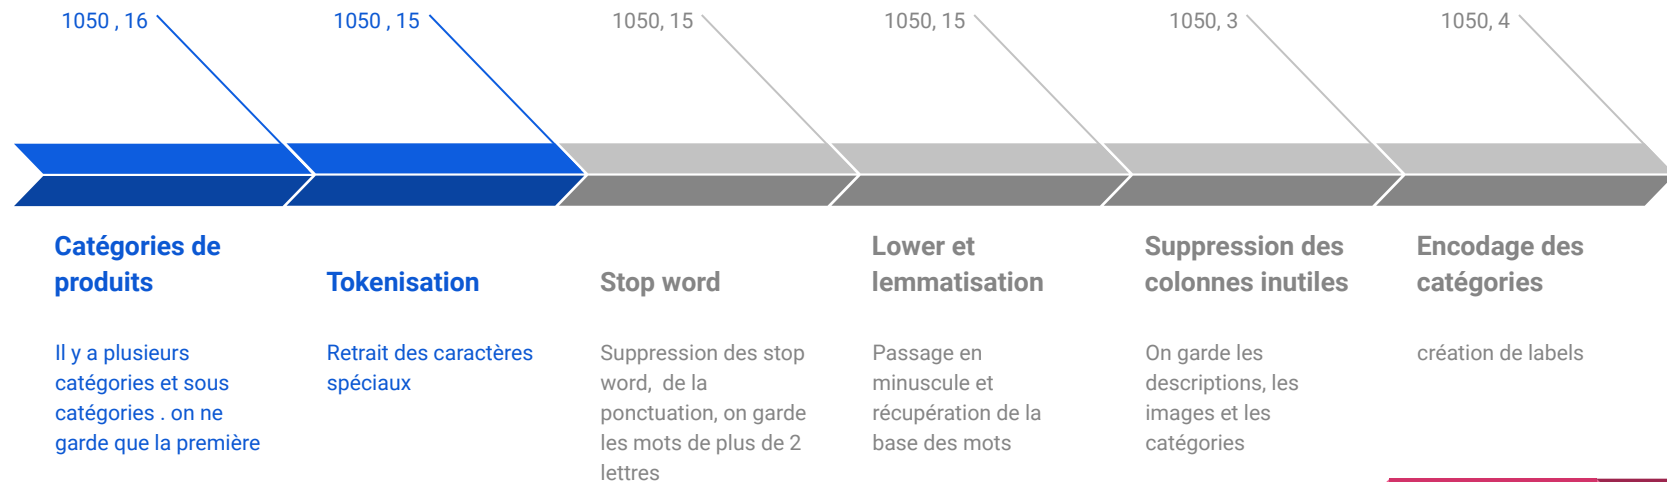 1050 , 16
1050 , 15
1050, 15
1050, 15
1050, 3
1050, 4
Catégories de
produits
Il y a plusieurs
catégories et sous
catégories . on ne
garde que la première
Tokenisation
Retrait des caractères
spéciaux
Stop word
Suppression des stop
word,  de la
ponctuation, on garde
les mots de plus de 2
lettres
Lower et
lemmatisation
Passage en
minuscule et
récupération de la
base des mots
Suppression des
colonnes inutiles
On garde les
descriptions, les
images et les
catégories
Encodage des
catégories
création de labels